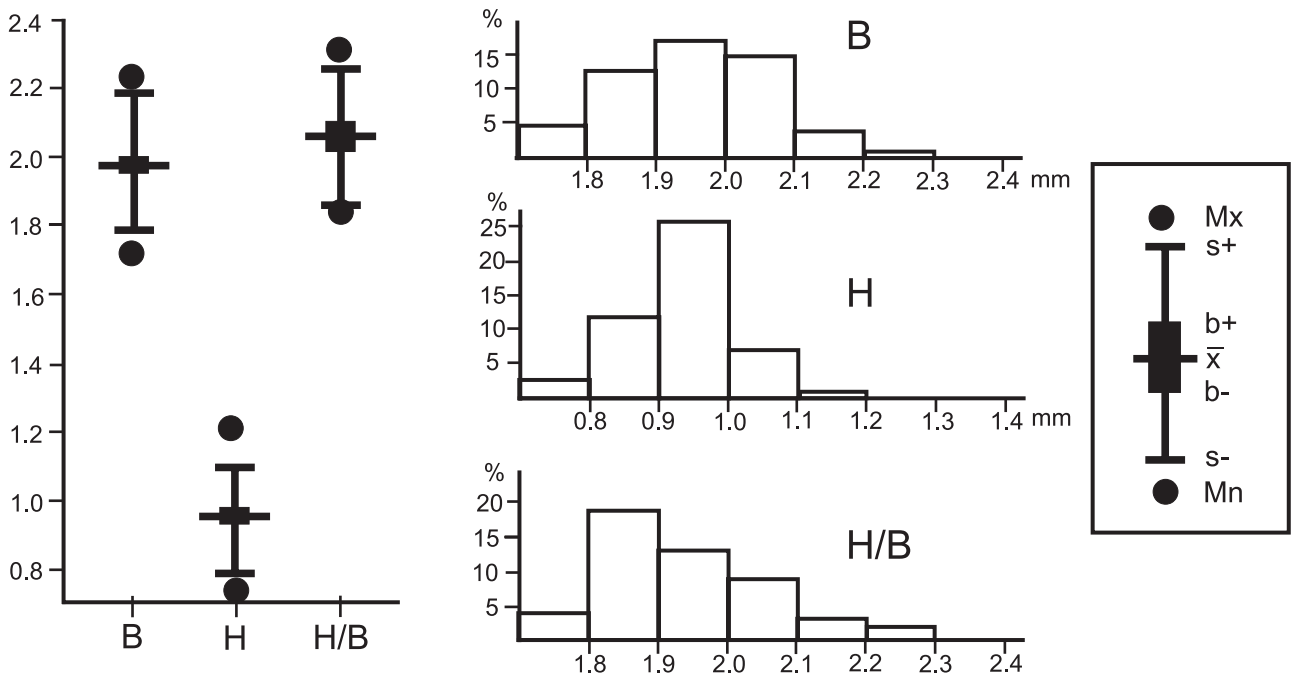 2.4
2.2
2.0
1.8
1.6
1.4
1.2
1.0
0.8
B H H/B
%
15
10
5
B
1.8 1.9 2.0 2.1 2.2 2.3 2.4 mm
%
25
20
15
10
5
H
0.8 0.9 1.0 1.1 1.2 1.3 1.4 mm
%
20
15
10
5
H/B
1.8 1.9 2.0 2.1 2.2 2.3 2.4
Mx
s+
b+
x̅
b-
s-
Mn